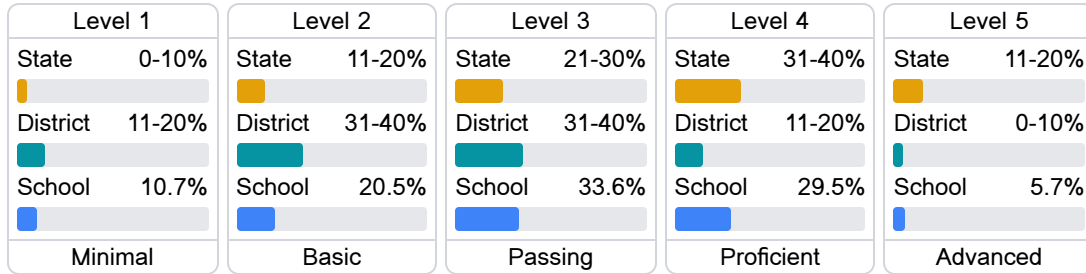 Level 1
State 0-10%
District 11-20%
School 10.7%
Minimal
Level 2
State 11-20%
District 31-40%
School 20.5%
Basic
Level 3
State 21-30%
District 31-40%
School 33.6%
Passing
Level 4
State 31-40%
District 11-20%
School 29.5%
Proficient
Level 5
State 11-20%
District 0-10%
School 5.7%
Advanced